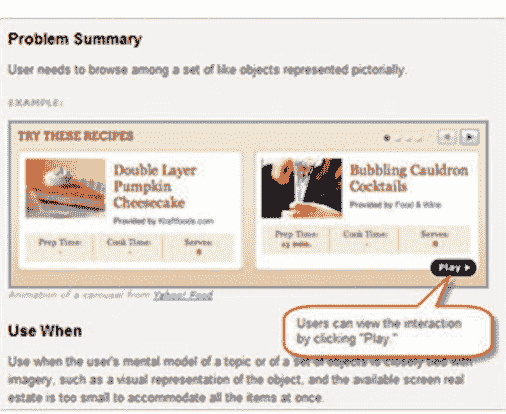 Problem Summary
User needs to browse among a set of like objects represented pictorially.
EXAMPLE:
TRY THESE RECIPES
Double Layer
Pumpkin
Cheesecake
Provided by Kraftfoods.com
Prep Time:
-
Cook Time:
-
Serves:
8
Bubbling Cauldron
Cocktails
Provided by Food & Wine
Prep Time:
15 min.
Cook Time:
-
Serves:
8
Play
Animation of a carousel from Yahoo! Food
Users can view the interaction
by clicking "Play."
Use When
Use when the user's mental model of a topic or of a set of objects is closely tied with
imagery, such as a visual representation of the object, and the available screen real
estate is too small to accommodate all the items at once.